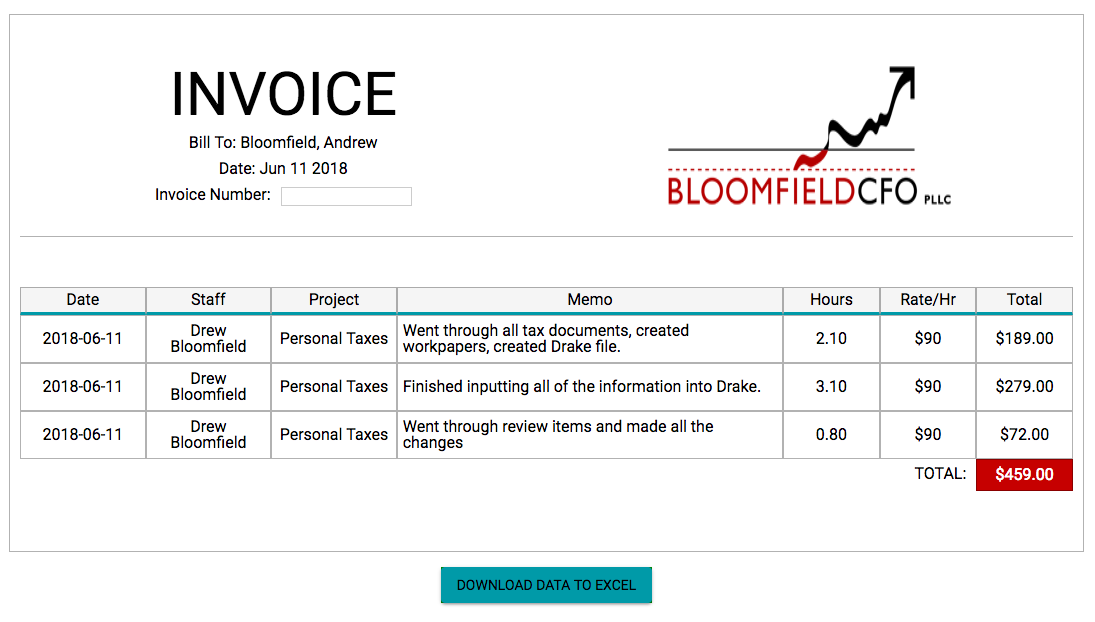 INVOICE
Bill To: Bloomfield, Andrew
Date: Jun 11 2018
Invoice Number:
BLOOMFIELDCFO PLLC
Date Staff Project Memo Hours Rate/Hr Total
2018-06-11 Drew Bloomfield Personal Taxes Went through all tax documents, created workpapers, created Drake file. 2.10 $90 $189.00
2018-06-11 Drew Bloomfield Personal Taxes Finished inputting all of the information into Drake. 3.10 $90 $279.00
2018-06-11 Drew Bloomfield Personal Taxes Went through review items and made all the changes 0.80 $90 $72.00
TOTAL: $459.00
DOWNLOAD DATA TO EXCEL